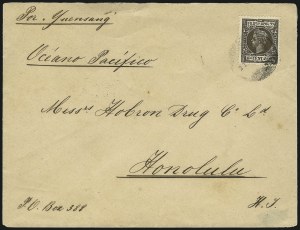 Per Yuensang
Océano Pacífico
Messrs Hobron Drug Co Ld
Honolulu
P.O. Box 388
H.I.